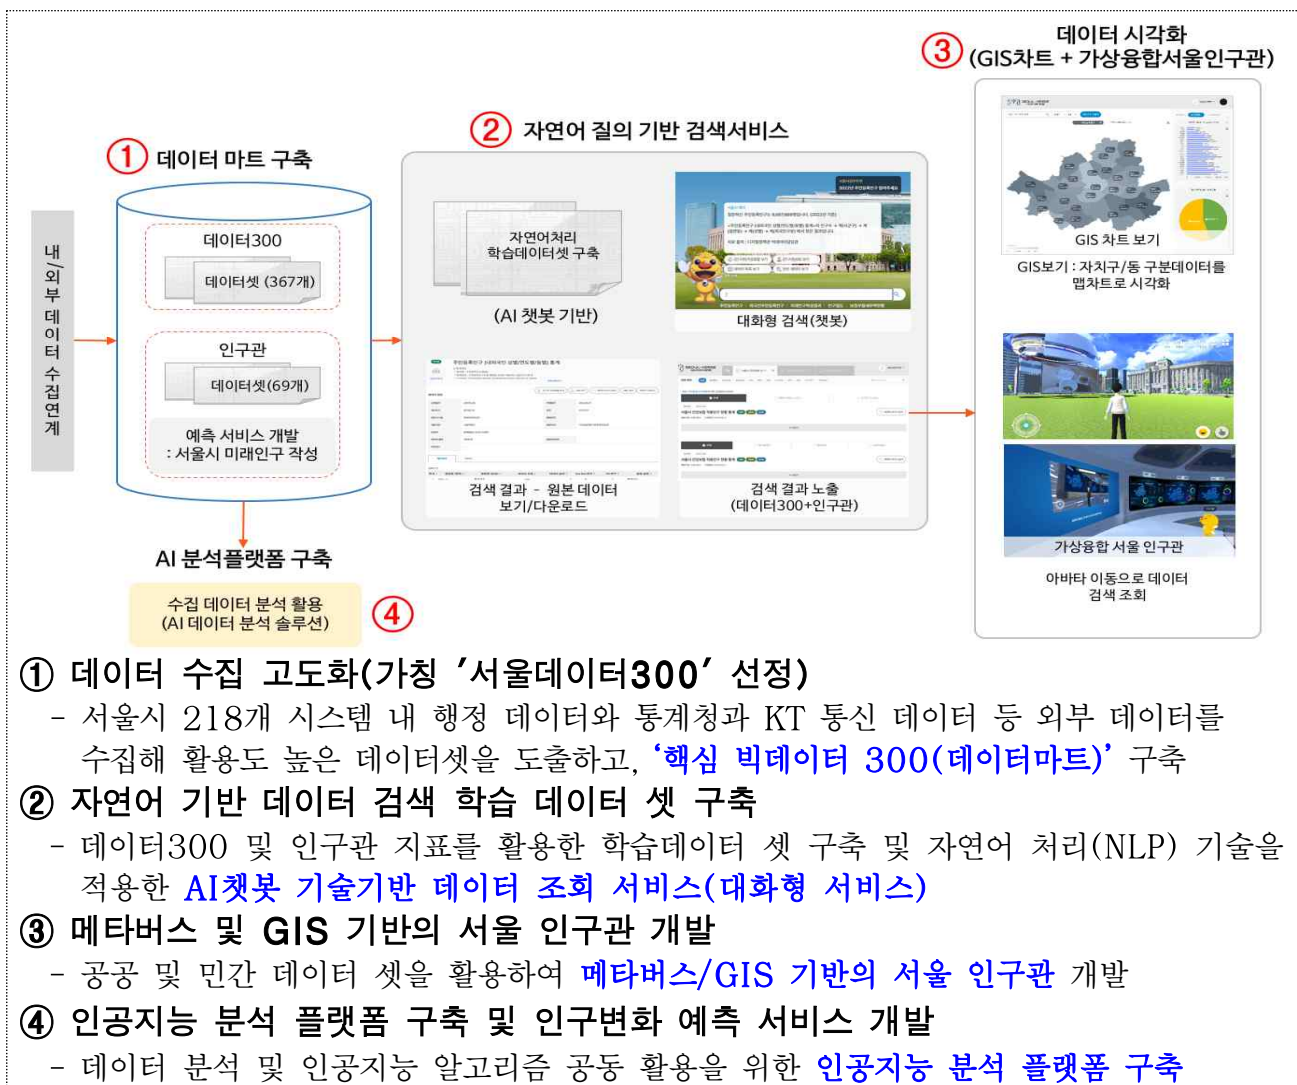 ③ 데이터 시각화
(GIS차트 + 가상융합서울인구관)
② 자연어 질의 기반 검색서비스
① 데이터 마트 구축
내/외부 데이터 수집 연계
데이터300
데이터셋 (367개)
인구관
데이터셋(69개)
예측 서비스 개발
: 서울시 미래인구 작성
자연어처리
학습데이터셋 구축
(AI 챗봇 기반)
대화형 검색(챗봇)
검색 결과 - 원본 데이터
보기/다운로드
검색 결과 노출
(데이터300+인구관)
GIS 차트 보기
GIS보기 : 자치구/동 구분데이터를
맵차트로 시각화
가상융합 서울 인구관
아바타 이동으로 데이터
검색 조회
AI 분석플랫폼 구축
수집 데이터 분석 활용
(AI 데이터 분석 솔루션)
④
① 데이터 수집 고도화(가칭 '서울데이터300' 선정)
- 서울시 218개 시스템 내 행정 데이터와 통계청과 KT 통신 데이터 등 외부 데이터를
수집해 활용도 높은 데이터셋을 도출하고, ‘핵심 빅데이터 300(데이터마트)’ 구축
② 자연어 기반 데이터 검색 학습 데이터 셋 구축
- 데이터300 및 인구관 지표를 활용한 학습데이터 셋 구축 및 자연어 처리(NLP) 기술을
적용한 AI챗봇 기술기반 데이터 조회 서비스(대화형 서비스)
③ 메타버스 및 GIS 기반의 서울 인구관 개발
- 공공 및 민간 데이터 셋을 활용하여 메타버스/GIS 기반의 서울 인구관 개발
④ 인공지능 분석 플랫폼 구축 및 인구변화 예측 서비스 개발
- 데이터 분석 및 인공지능 알고리즘 공동 활용을 위한 인공지능 분석 플랫폼 구축